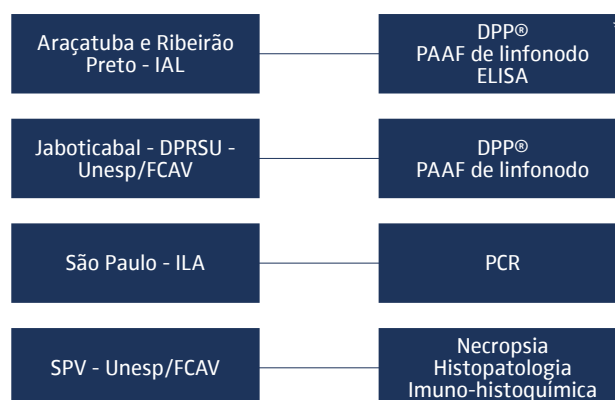 Araçatuba e Ribeirão
Preto - IAL
DPP®
PAAF de linfonodo
ELISA
Jaboticabal - DPRSU -
Unesp/FCAV
DPP®
PAAF de linfonodo
São Paulo - ILA
PCR
SPV - Unesp/FCAV
Necropsia
Histopatologia
Imuno-histoquímica